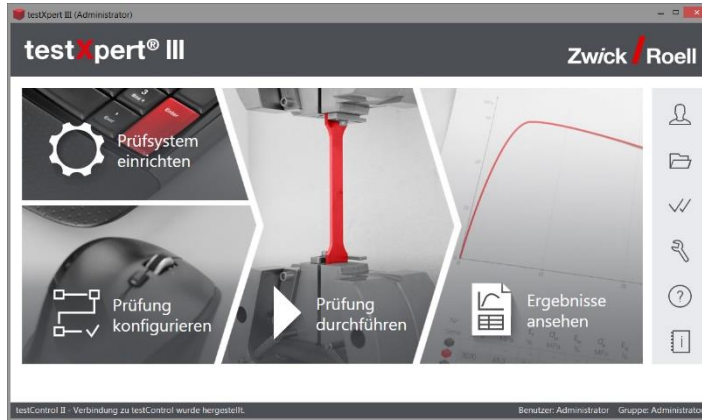 testXpert III (Administrator)
testXpert® III
Zwick Roell
Enter
Prüfsystem
einrichten
Prüfung
konfigurieren
Prüfung
durchführen
Ergebnisse
ansehen
testControl II - Verbindung zu testControl wurde hergestellt.
Benutzer: Administrator Gruppe: Administrator